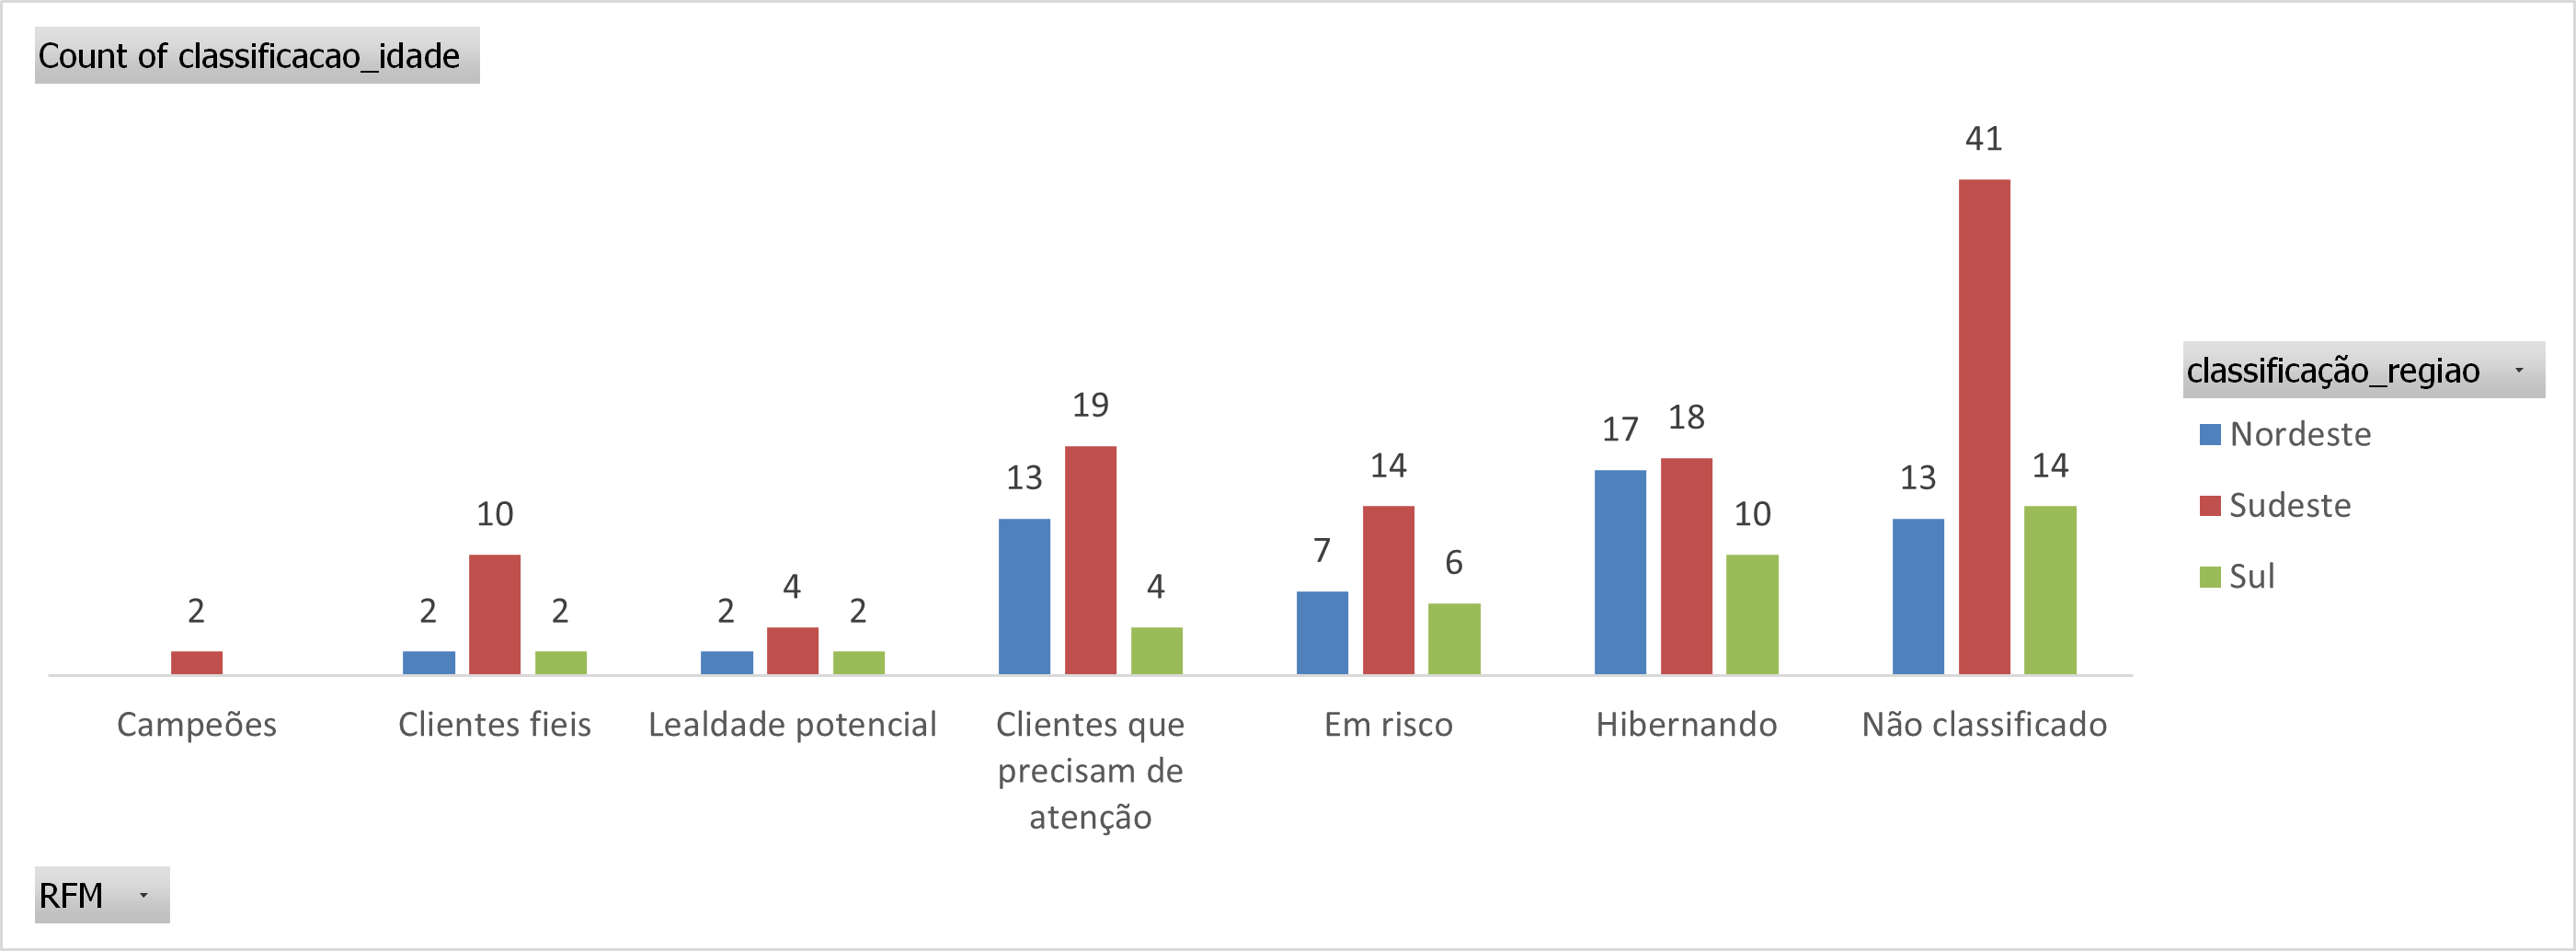 Count of classificacao_idade
41
19
17
18
13
14
13
14
10
10
7
6
4
4
2
2
2
2
2
Campeões
Clientes fieis
Lealdade potencial
Clientes que
precisam de
atenção
Em risco
Hibernando
Não classificado
classificação_regiao
Nordeste
Sudeste
Sul
RFM